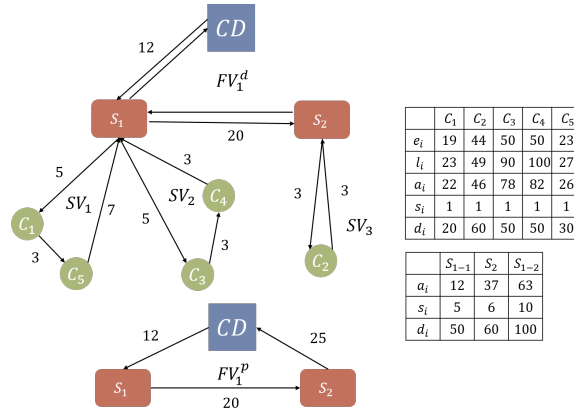 CD
12
FV₁ᵈ
S₁
S₂
20
5
7
3
SV₁
C₁
3
C₅
SV₂
3
C₄
5
3
C₃
3
3
SV₃
C₂
C₁ C₂ C₃ C₄ C₅
eᵢ 19 44 50 50 23
lᵢ 23 49 90 100 27
aᵢ 22 46 78 82 26
sᵢ 1 1 1 1 1
dᵢ 20 60 50 50 30
S₁₋₁ S₂ S₁₋₂
aᵢ 12 37 63
sᵢ 5 6 10
dᵢ 50 60 100
CD
12
25
FV₁ᵖ
S₁
S₂
20